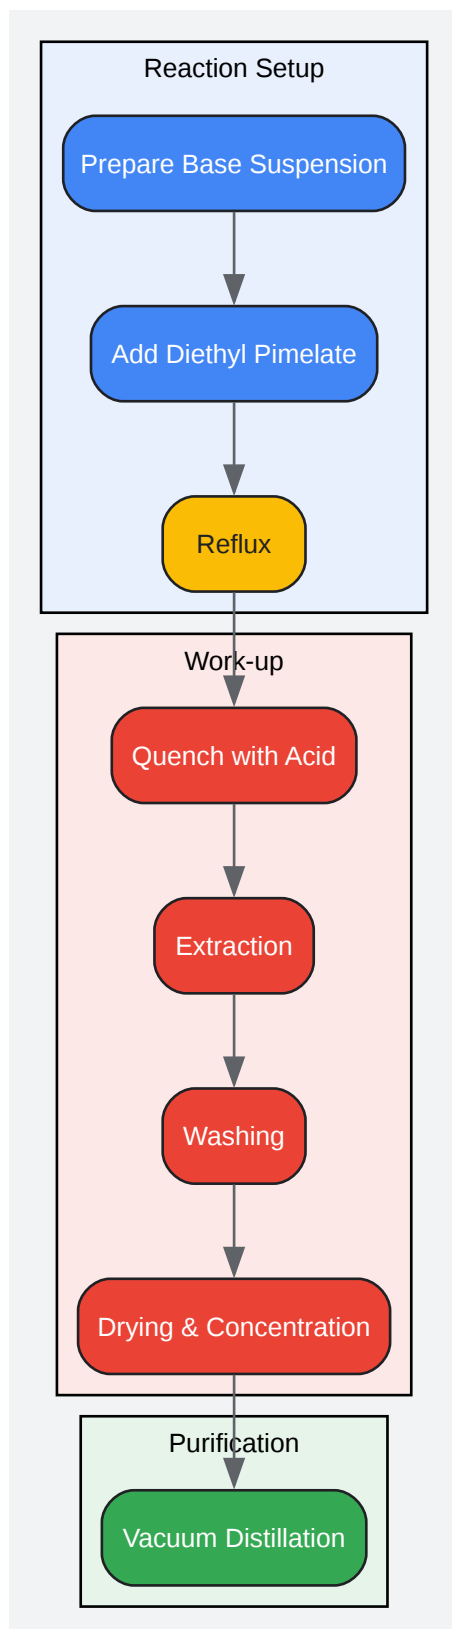 Reaction Setup
Prepare Base Suspension
Add Diethyl Pimelate
Reflux
Work-up
Quench with Acid
Extraction
Washing
Drying & Concentration
Purification
Vacuum Distillation